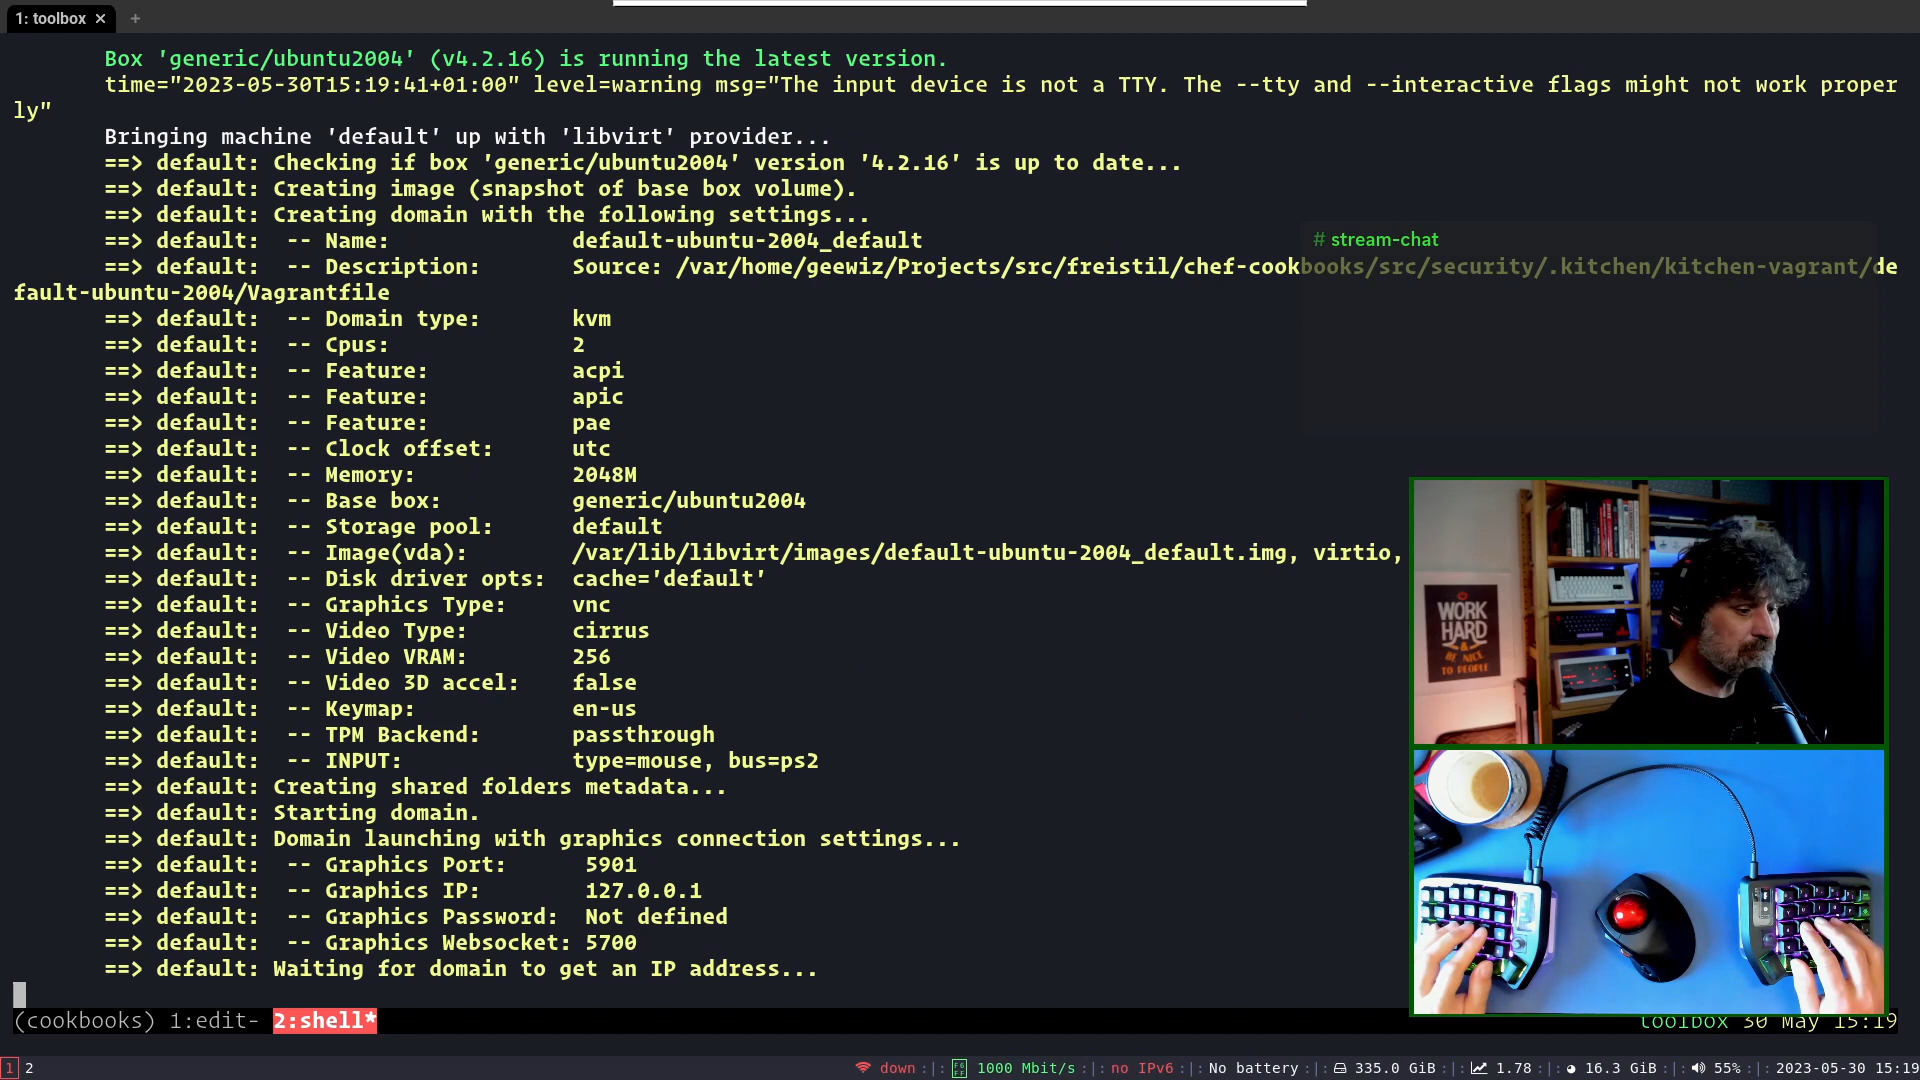 1: toolbox × +
Box 'generic/ubuntu2004' (v4.2.16) is running the latest version.
time="2023-05-30T15:19:41+01:00" level=warning msg="The input device is not a TTY. The --tty and --interactive flags might not work proper
ly"
Bringing machine 'default' up with 'libvirt' provider...
==> default: Checking if box 'generic/ubuntu2004' version '4.2.16' is up to date...
==> default: Creating image (snapshot of base box volume).
==> default: Creating domain with the following settings...
==> default:  -- Name:              default-ubuntu-2004_default
# stream-chat
==> default:  -- Description:       Source: /var/home/geewiz/Projects/src/freistil/chef-cookbooks/src/security/.kitchen/kitchen-vagrant/de
fault-ubuntu-2004/Vagrantfile
==> default:  -- Domain type:       kvm
==> default:  -- Cpus:              2
==> default:  -- Feature:           acpi
==> default:  -- Feature:           apic
==> default:  -- Feature:           pae
==> default:  -- Clock offset:      utc
==> default:  -- Memory:            2048M
==> default:  -- Base box:          generic/ubuntu2004
==> default:  -- Storage pool:      default
==> default:  -- Image(vda):        /var/lib/libvirt/images/default-ubuntu-2004_default.img, virtio,
==> default:  -- Disk driver opts:  cache='default'
==> default:  -- Graphics Type:     vnc
==> default:  -- Video Type:        cirrus
==> default:  -- Video VRAM:        256
==> default:  -- Video 3D accel:    false
==> default:  -- Keymap:            en-us
==> default:  -- TPM Backend:       passthrough
==> default:  -- INPUT:             type=mouse, bus=ps2
==> default: Creating shared folders metadata...
==> default: Starting domain.
==> default: Domain launching with graphics connection settings...
==> default:  -- Graphics Port:      5901
==> default:  -- Graphics IP:        127.0.0.1
==> default:  -- Graphics Password:  Not defined
==> default:  -- Graphics Websocket: 5700
==> default: Waiting for domain to get an IP address...
WORK
HARD
&
BE NICE
TO PEOPLE
(cookbooks) 1:edit- 2:shell*
toolbox 30 May 15:19
1 2
down :|: 1000 Mbit/s :|: no IPv6 :|: No battery :|: 335.0 GiB :|: 1.78 :|: 16.3 GiB :|: 55% :|: 2023-05-30 15:19